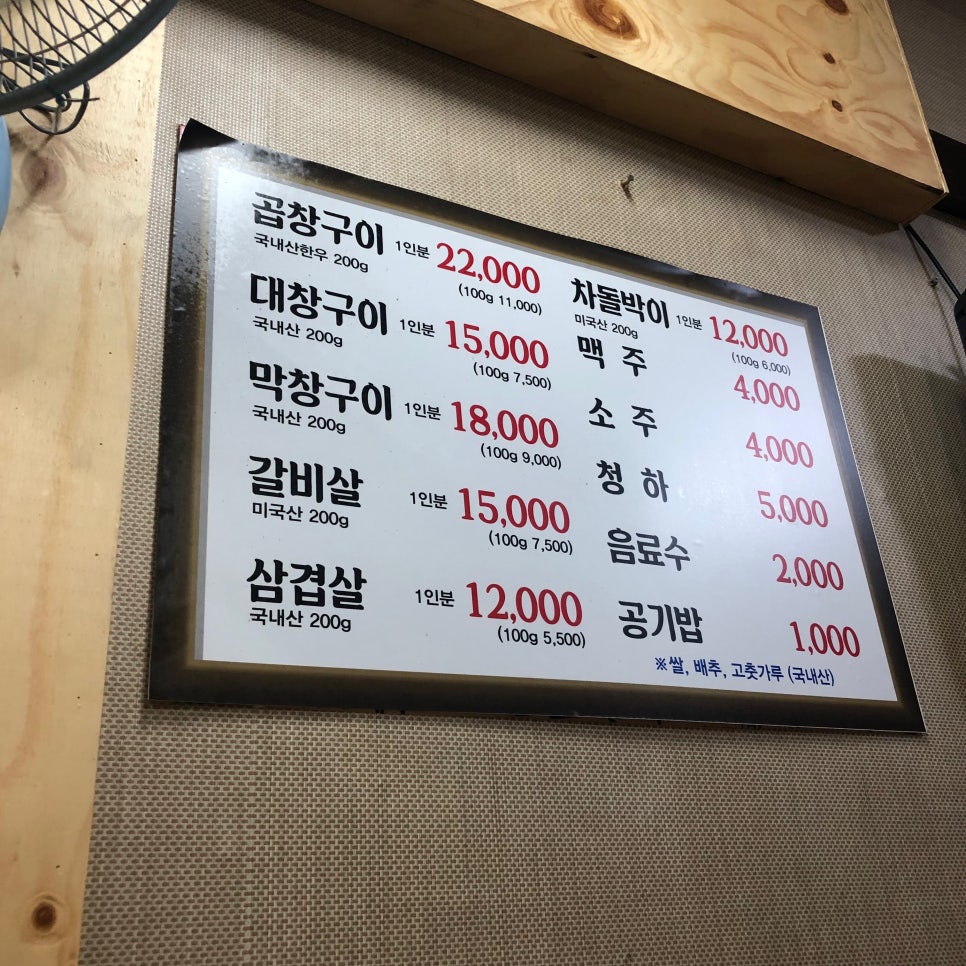 곱창구이 1인분 22,000
국내산한우 200g (100g 11,000)
대창구이 1인분 15,000
국내산 200g (100g 7,500)
막창구이 1인분 18,000
국내산 200g (100g 9,000)
갈비살 1인분 15,000
미국산 200g (100g 7,500)
삼겹살 1인분 12,000
국내산 200g (100g 5,500)
차돌박이 1인분 12,000
미국산 200g (100g 6,000)
맥 주 4,000
소 주 4,000
청 하 5,000
음료수 2,000
공기밥 1,000
※쌀, 배추, 고춧가루 (국내산)